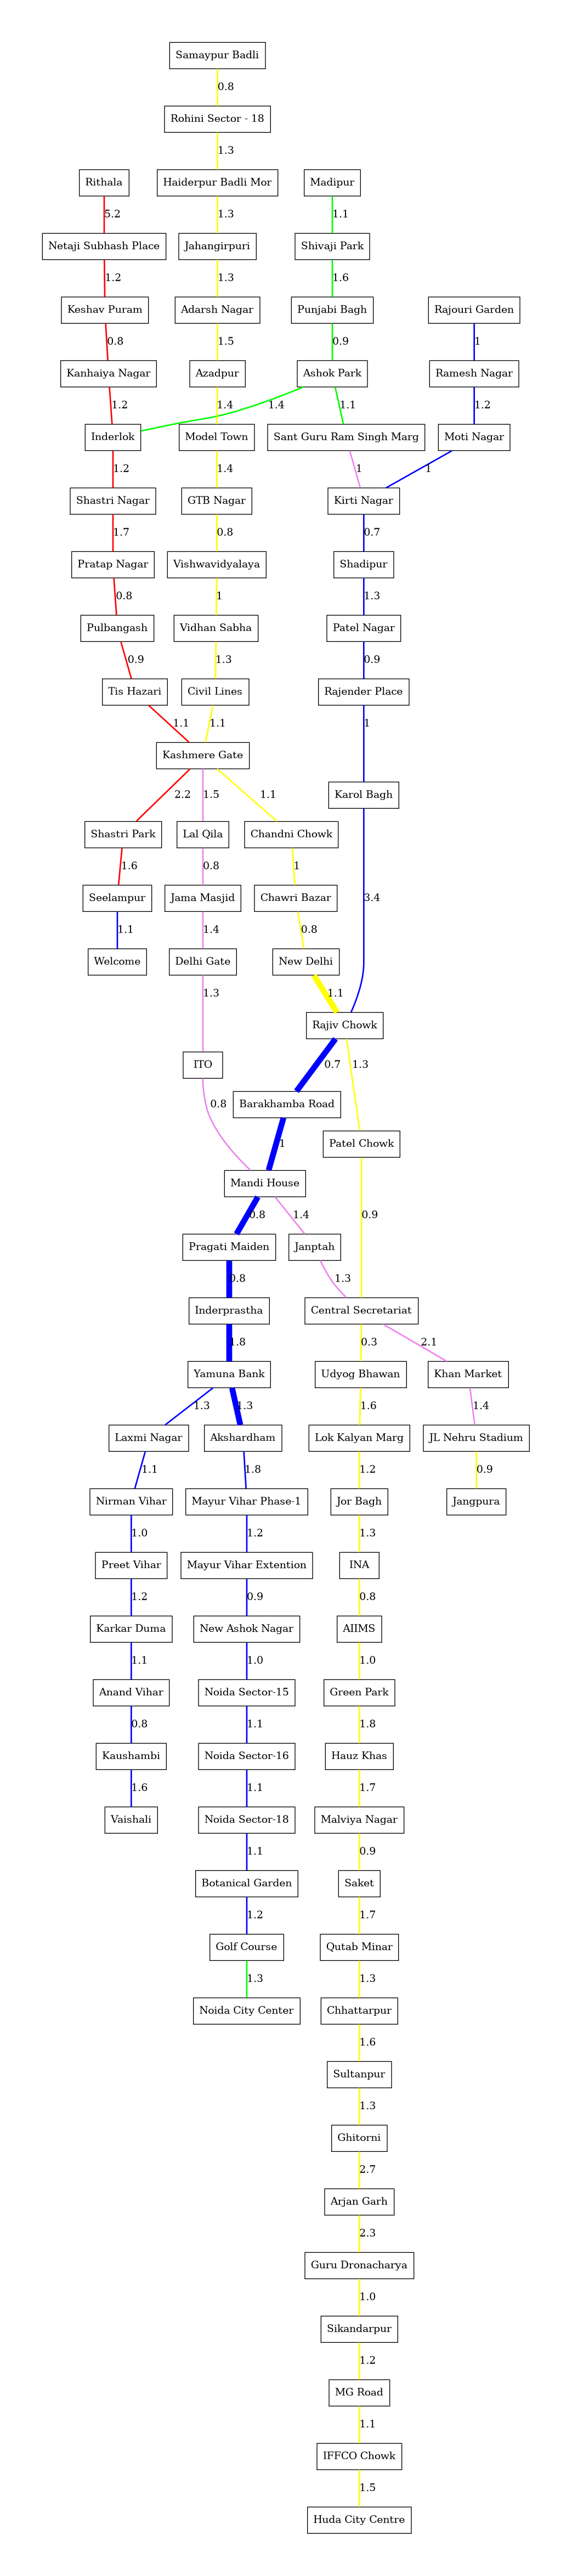 Samaypur Badli
0.8
Rohini Sector - 18
1.3
Rithala
Haiderpur Badli Mor
Madipur
5.2
1.3
1.1
Netaji Subhash Place
Jahangirpuri
Shivaji Park
1.2
1.3
1.6
Keshav Puram
Adarsh Nagar
Punjabi Bagh
Rajouri Garden
0.8
1.5
0.9
1
Kanhaiya Nagar
Azadpur
Ashok Park
Ramesh Nagar
1.2
1.4
1.4
1.1
1.2
Inderlok
Model Town
Sant Guru Ram Singh Marg
Moti Nagar
1.2
1.4
1
1
Shastri Nagar
GTB Nagar
Kirti Nagar
1.7
0.8
0.7
Pratap Nagar
Vishwavidyalaya
Shadipur
0.8
1
1.3
Pulbangash
Vidhan Sabha
Patel Nagar
0.9
1.3
0.9
Tis Hazari
Civil Lines
Rajender Place
1.1
1.1
1
Kashmere Gate
2.2
1.5
1.1
Karol Bagh
Shastri Park
Lal Qila
Chandni Chowk
1.6
0.8
1
Seelampur
Jama Masjid
Chawri Bazar
3.4
1.1
1.4
0.8
Welcome
Delhi Gate
New Delhi
1.3
1.1
Rajiv Chowk
ITO
0.7
1.3
0.8
Barakhamba Road
1
Patel Chowk
Mandi House
0.8
1.4
0.9
Pragati Maiden
Janptah
0.8
1.3
Inderprastha
Central Secretariat
1.8
0.3
2.1
Yamuna Bank
Udyog Bhawan
Khan Market
1.3
1.3
1.6
1.4
Laxmi Nagar
Akshardham
Lok Kalyan Marg
JL Nehru Stadium
1.1
1.8
1.2
0.9
Nirman Vihar
Mayur Vihar Phase-1
Jor Bagh
Jangpura
1.0
1.2
1.3
Preet Vihar
Mayur Vihar Extention
INA
1.2
0.9
0.8
Karkar Duma
New Ashok Nagar
AIIMS
1.1
1.0
1.0
Anand Vihar
Noida Sector-15
Green Park
0.8
1.1
1.8
Kaushambi
Noida Sector-16
Hauz Khas
1.6
1.1
1.7
Vaishali
Noida Sector-18
Malviya Nagar
1.1
0.9
Botanical Garden
Saket
1.2
1.7
Golf Course
Qutab Minar
1.3
1.3
Noida City Center
Chhattarpur
1.6
Sultanpur
1.3
Ghitorni
2.7
Arjan Garh
2.3
Guru Dronacharya
1.0
Sikandarpur
1.2
MG Road
1.1
IFFCO Chowk
1.5
Huda City Centre